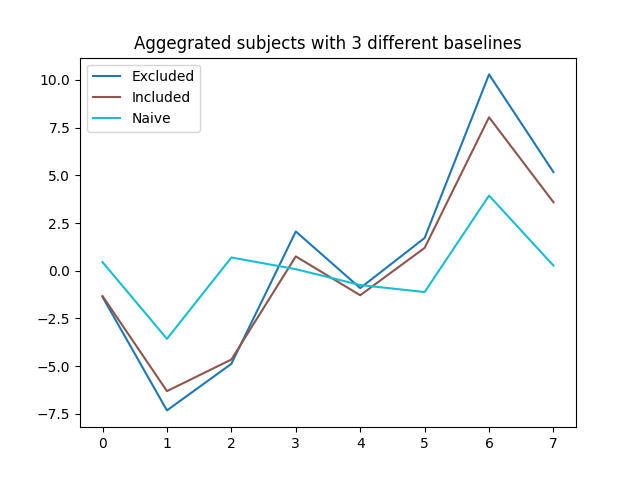 Aggegrated subjects with 3 different baselines
Excluded
Included
Naive
10.0
7.5
5.0
2.5
0.0
−2.5
−5.0
−7.5
0 1 2 3 4 5 6 7